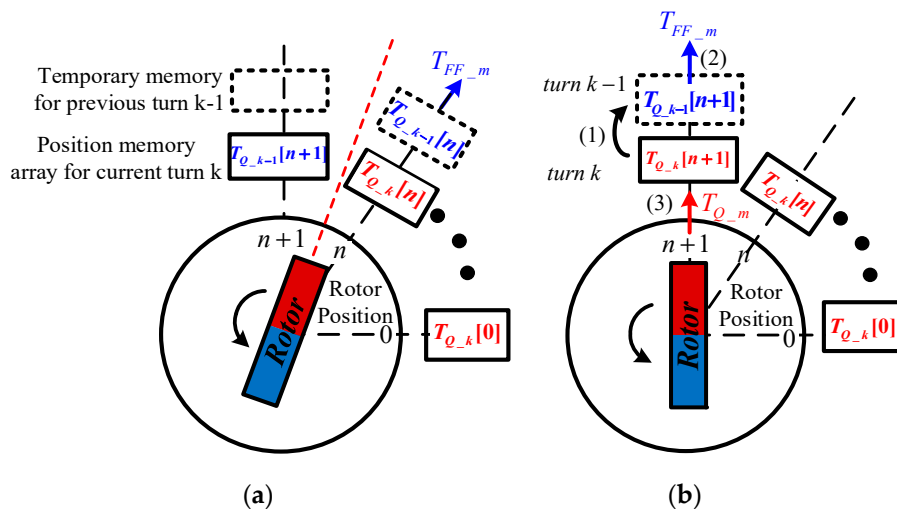 Temporary memory
for previous turn k-1
Position memory
array for current turn k
T_{Q_k-1}[n+1]
T_{FF_m}
T_{Q_k-1}[n]
T_{Q_k}[n]
n+1
n
Rotor
Rotor
Position
0
T_{Q_k}[0]
(a)
T_{FF_m}
(2)
turn k-1
T_{Q_k-1}[n+1]
(1)
turn k
T_{Q_k}[n+1]
T_{Q_k}[n]
(3)
T_{Q_m}
n+1
n
Rotor
Rotor
Position
0
T_{Q_k}[0]
(b)